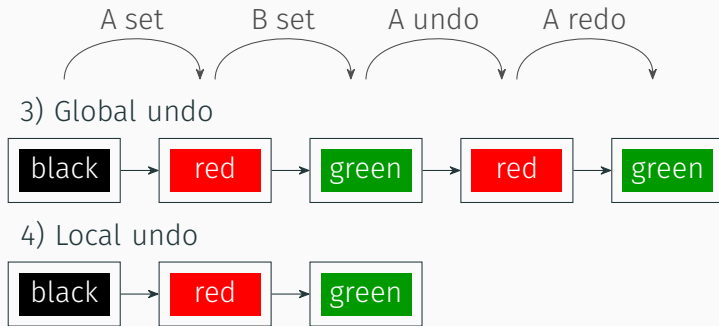 A set B set A undo A redo
3) Global undo
black red green red green
4) Local undo
black red green